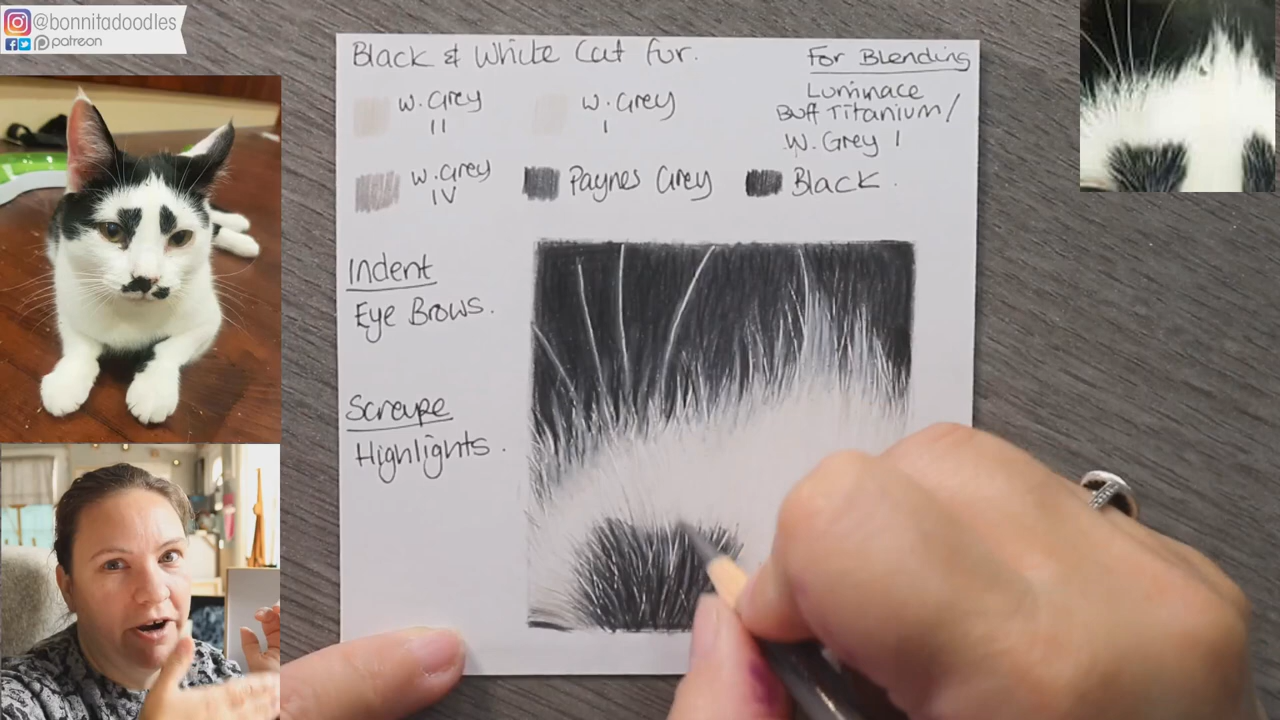 @bonnitadoodles
patreon
Black & White Cat fur.
W. Grey
II
W. Grey
I
For Blending
Luminace
Buff Titanium/
W. Grey I
W. Grey
IV
Paynes Grey
Black.
Indent
Eye Brows.
Scrape
Highlights.